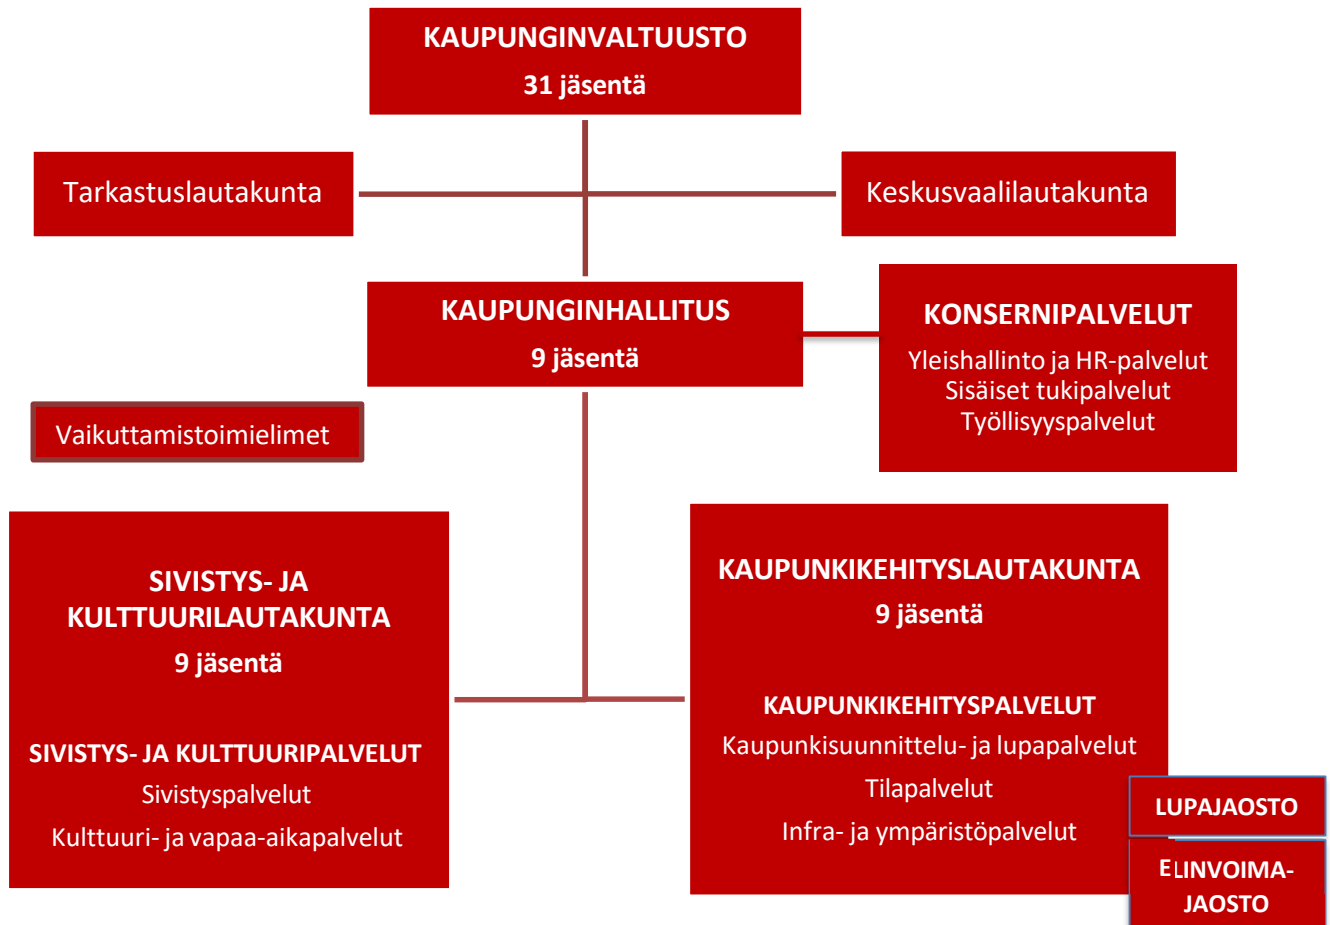 KAUPUNGINVALTUUSTO
31 jäsentä
Tarkastuslautakunta
Keskusvaalilautakunta
KAUPUNGINHALLITUS
9 jäsentä
KONSERNIPALVELUT
Yleishallinto ja HR-palvelut
Sisäiset tukipalvelut
Työllisyyspalvelut
Vaikuttamistoimielimet
SIVISTYS- JA
KULTTUURILAUTAKUNTA
9 jäsentä
SIVISTYS- JA KULTTUURIPALVELUT
Sivistyspalvelut
Kulttuuri- ja vapaa-aikapalvelut
KAUPUNKIKEHITYSLAUTAKUNTA
9 jäsentä
KAUPUNKIKEHITYSPALVELUT
Kaupunkisuunnittelu- ja lupapalvelut
Tilapalvelut
Infra- ja ympäristöpalvelut
LUPAJAOSTO
ELINVOIMA-
JAOSTO